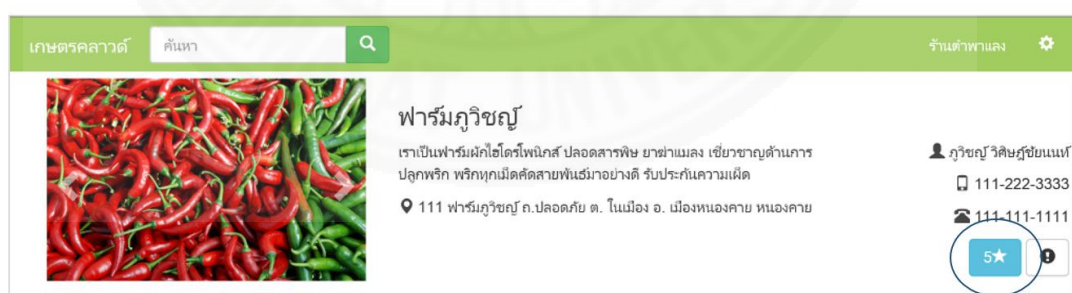 เกษตรคลาวด์ ค้นหา ร้านตำพาแลง
ฟาร์มภูวิชญ์
เราเป็นฟาร์มผักไฮโดรโพนิกส์ ปลอดสารพิษ ยาฆ่าแมลง เชี่ยวชาญด้านการ
ปลูกพริก พริกทุกเม็ดคัดสายพันธ์มาอย่างดี รับประกันความเผ็ด
111 ฟาร์มภูวิชญ์ ถ.ปลอดภัย ต. ในเมือง อ. เมืองหนองคาย หนองคาย
ภูวิชญ์ วิศิษฎ์ชัยนนท์
111-222-3333
111-111-1111
5★